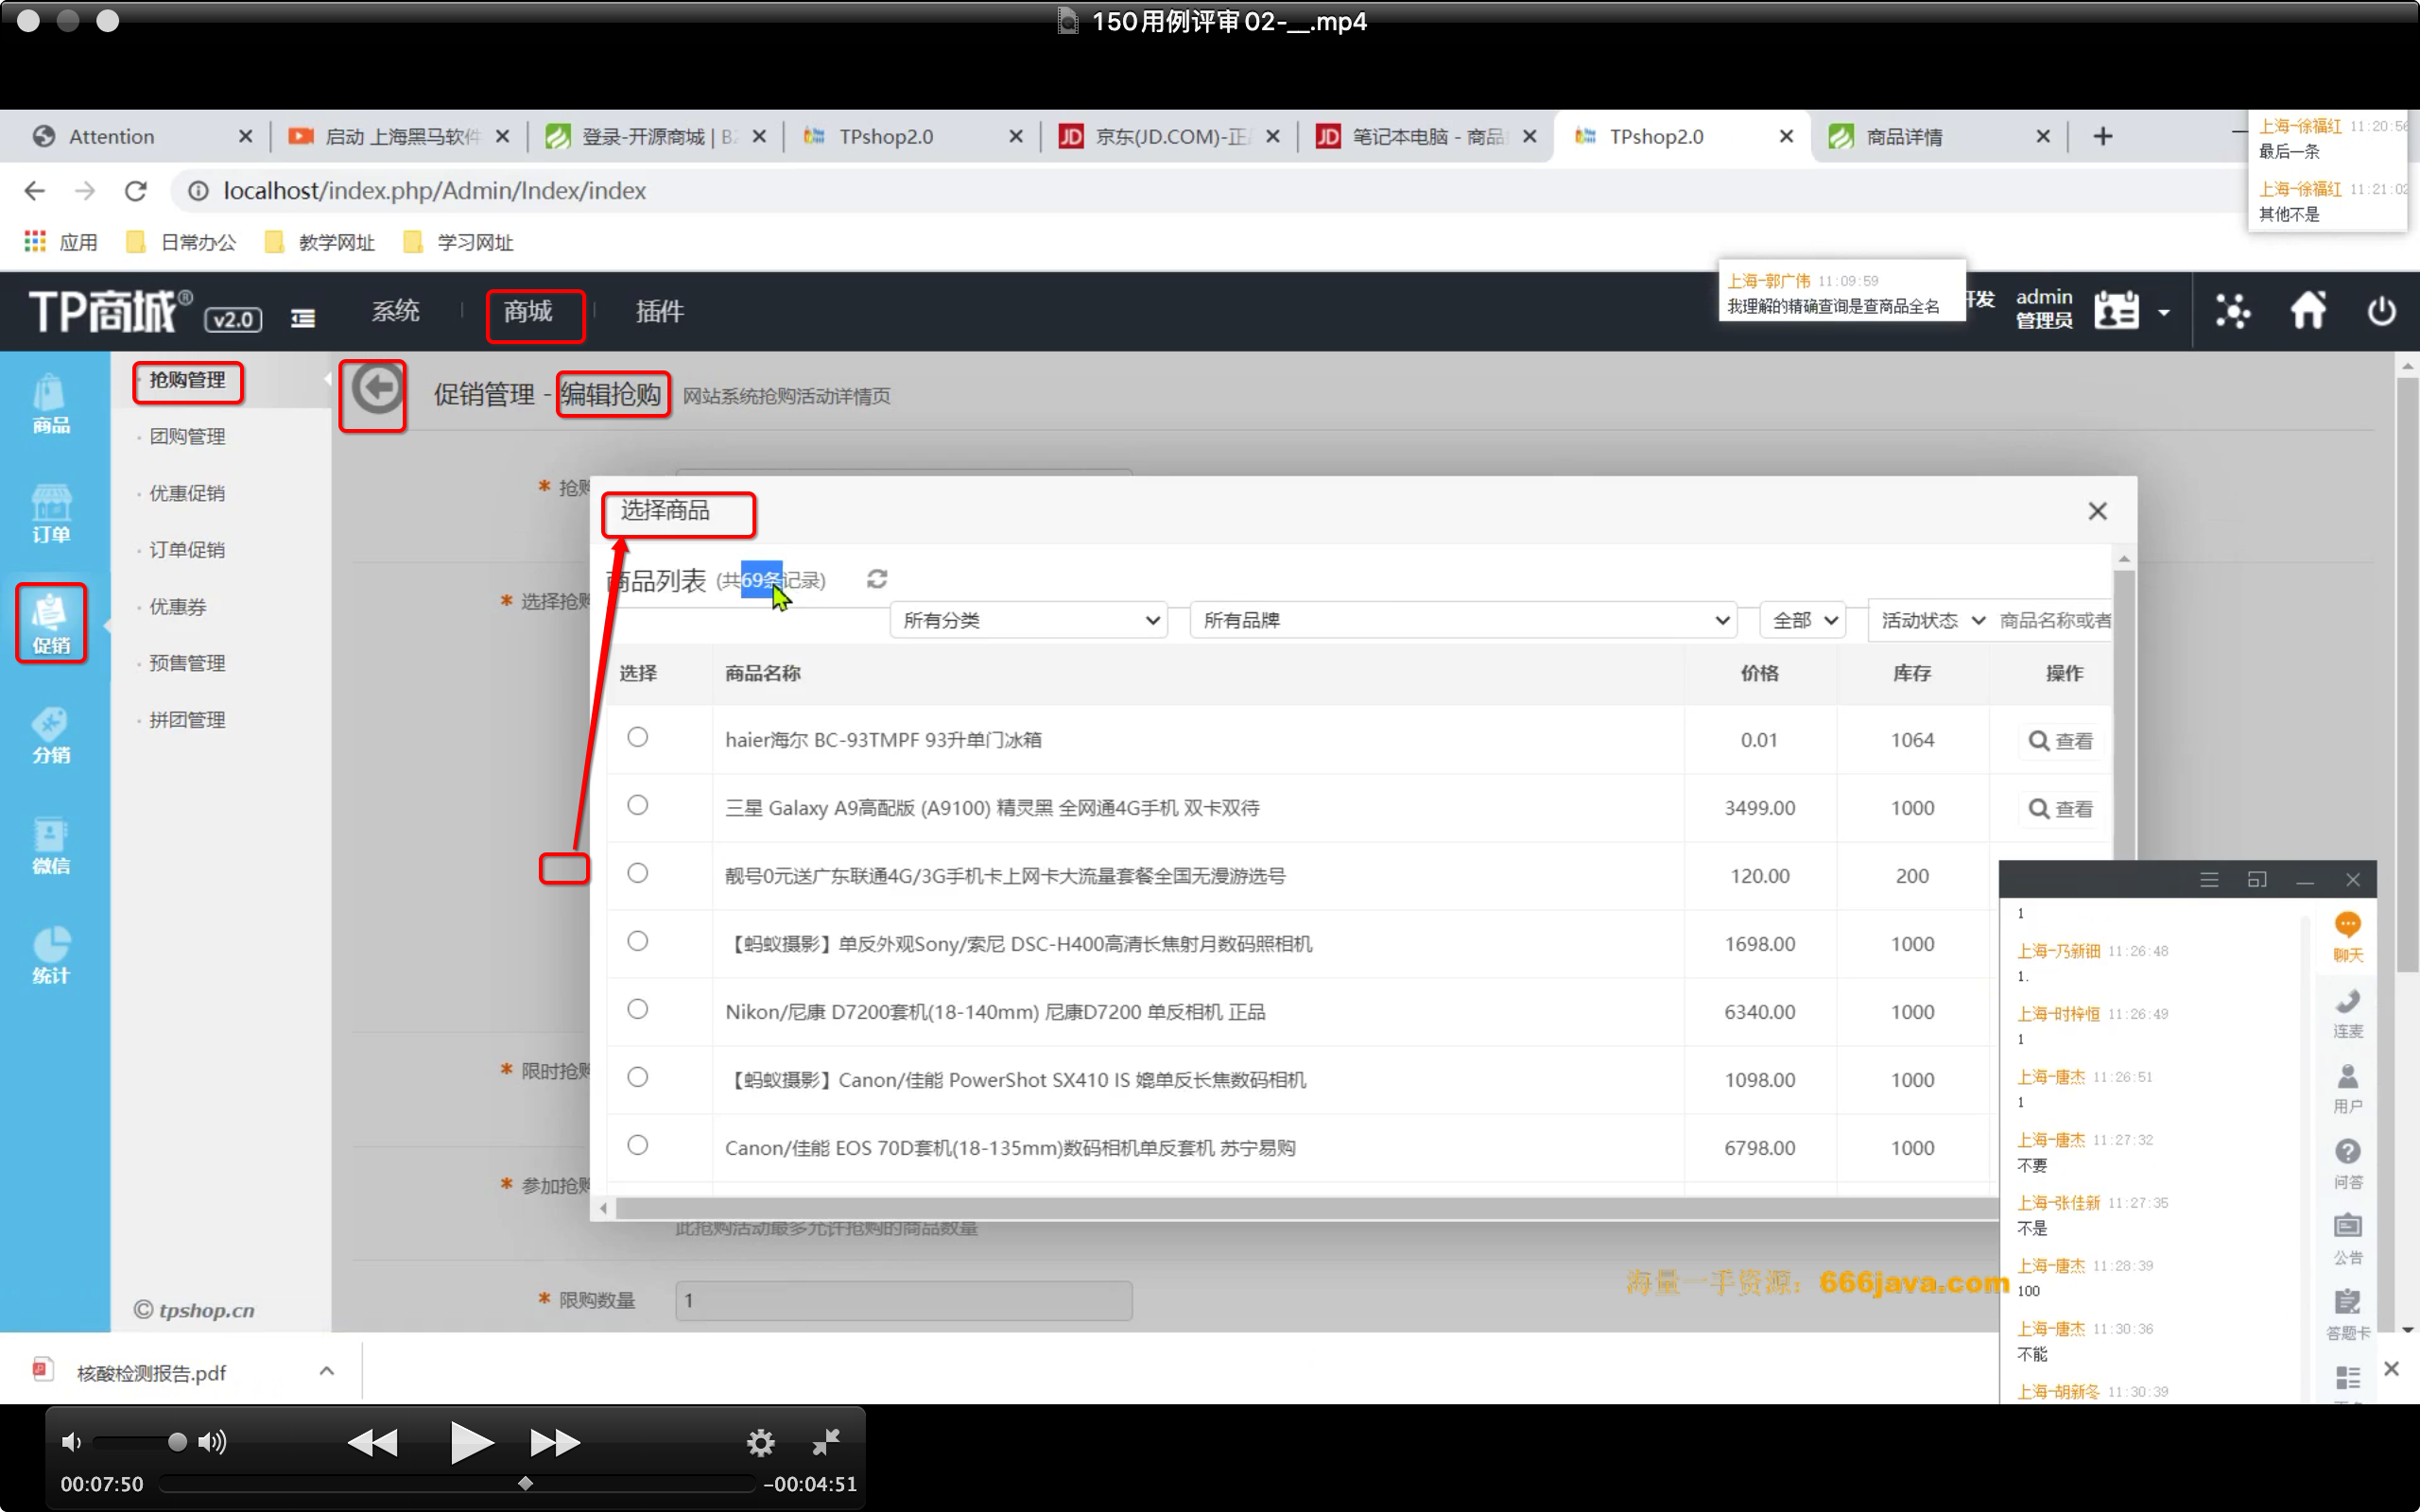 150用例评审02-__.mp4
Attention
启动 上海黑马软件
登录-开源商城 | B2
TPshop2.0
京东(JD.COM)-正
笔记本电脑 - 商品
TPshop2.0
商品详情
上海-徐福红 11:20:56
最后一条
上海-徐福红 11:21:02
其他不是
localhost/index.php/Admin/Index/index
应用
日常办公
教学网址
学习网址
上海-郭广伟 11:09:59
我理解的精确查询是查商品全名
TP商城® v2.0
系统
商城
插件
开发
admin
管理员
商品
订单
促销
分销
微信
统计
抢购管理
团购管理
优惠促销
订单促销
优惠券
预售管理
拼团管理
© tpshop.cn
促销管理 - 编辑抢购 网站系统抢购活动详情页
* 抢购
* 选择抢购
* 限时抢购
* 参加抢购
此抢购活动最多允许抢购的商品数量
* 限购数量 1
选择商品
商品列表 (共69条记录)
所有分类
所有品牌
全部
活动状态
商品名称或者
选择 商品名称 价格 库存 操作
haier海尔 BC-93TMPF 93升单门冰箱 0.01 1064 查看
三星 Galaxy A9高配版 (A9100) 精灵黑 全网通4G手机 双卡双待 3499.00 1000 查看
靓号0元送广东联通4G/3G手机卡上网卡大流量套餐全国无漫游选号 120.00 200
【蚂蚁摄影】单反外观Sony/索尼 DSC-H400高清长焦射月数码照相机 1698.00 1000
Nikon/尼康 D7200套机(18-140mm) 尼康D7200 单反相机 正品 6340.00 1000
【蚂蚁摄影】Canon/佳能 PowerShot SX410 IS 媲单反长焦数码相机 1098.00 1000
Canon/佳能 EOS 70D套机(18-135mm)数码相机单反套机 苏宁易购 6798.00 1000
1
上海-乃新钿 11:26:48
1.
上海-时梓恒 11:26:49
1
上海-唐杰 11:26:51
1
上海-唐杰 11:27:32
不要
上海-张佳新 11:27:35
不是
上海-唐杰 11:28:39
100
上海-唐杰 11:30:36
不能
上海-胡新冬 11:30:39
聊天
连麦
用户
问答
公告
答题卡
海量一手资源：666java.com
核酸检测报告.pdf
00:07:50
-00:04:51